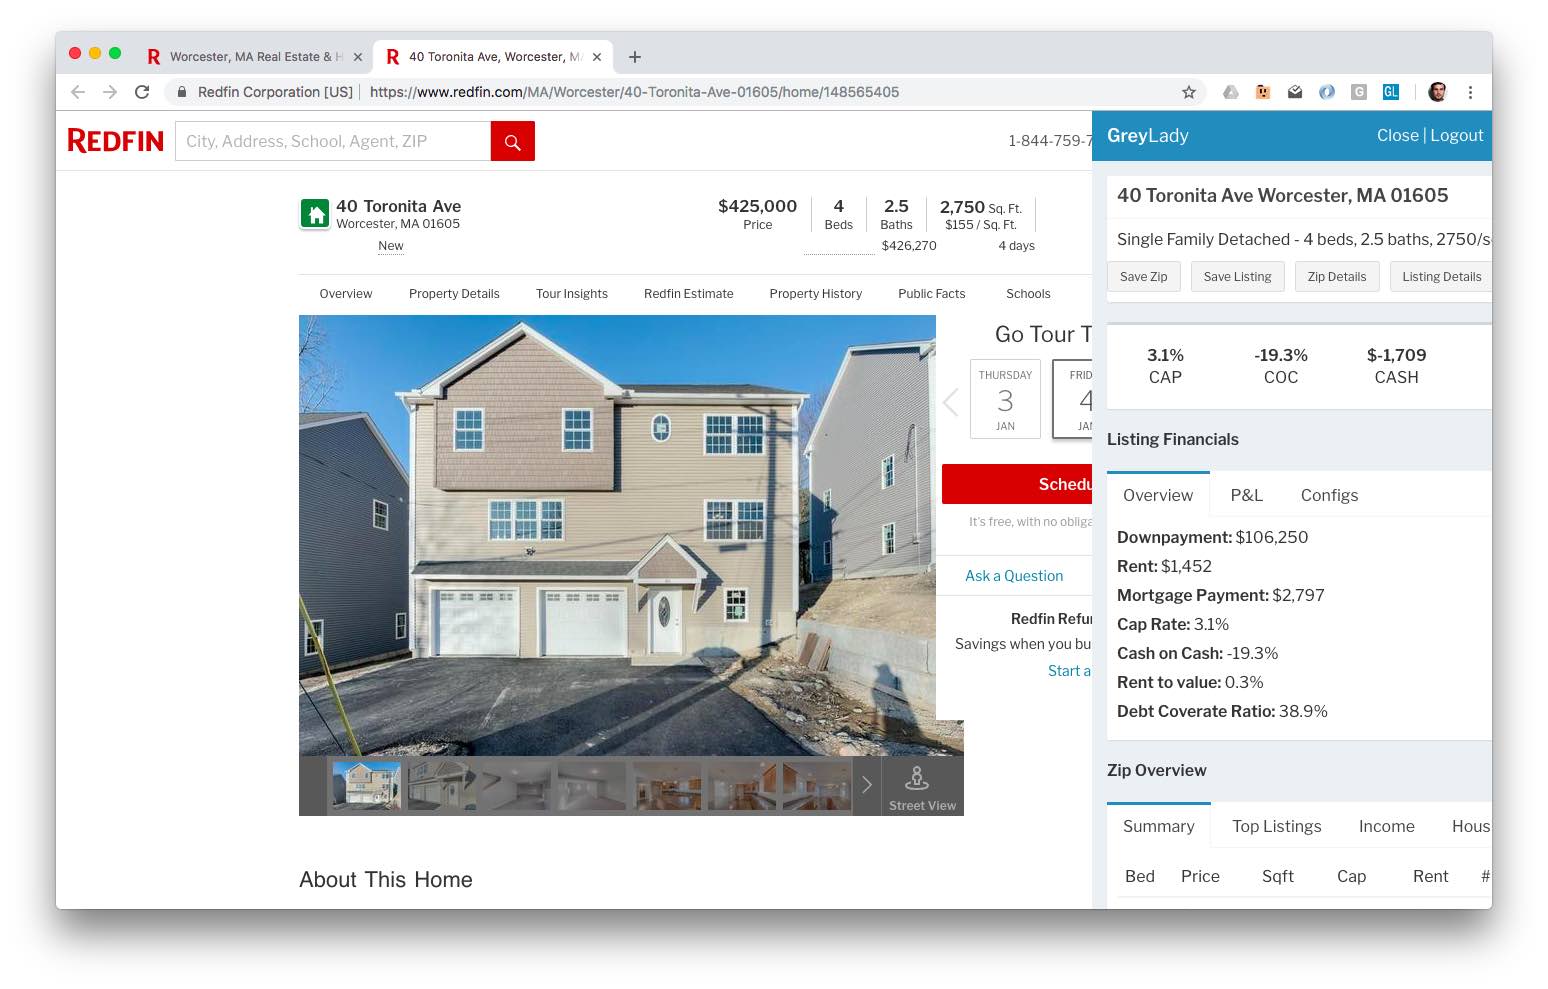 Worcester, MA Real Estate & H
40 Toronita Ave, Worcester, M
Redfin Corporation [US] | https://www.redfin.com/MA/Worcester/40-Toronita-Ave-01605/home/148565405
G
GL
REDFIN
City, Address, School, Agent, ZIP
1-844-759-7
40 Toronita Ave
Worcester, MA 01605
New
$425,000
Price
4
Beds
2.5
Baths
2,750 Sq. Ft.
$155 / Sq. Ft.
$426,270
4 days
Overview Property Details Tour Insights Redfin Estimate Property History Public Facts Schools
Go Tour T
THURSDAY
3
JAN
FRID
4
JAN
Schedu
It's free, with no obliga
Ask a Question
Redfin Refu
Savings when you bu
Start a
Street View
About This Home
GreyLady
Close | Logout
40 Toronita Ave Worcester, MA 01605
Single Family Detached - 4 beds, 2.5 baths, 2750/s
Save Zip Save Listing Zip Details Listing Details
3.1% -19.3% $-1,709
CAP COC CASH
Listing Financials
Overview P&L Configs
Downpayment: $106,250
Rent: $1,452
Mortgage Payment: $2,797
Cap Rate: 3.1%
Cash on Cash: -19.3%
Rent to value: 0.3%
Debt Coverate Ratio: 38.9%
Zip Overview
Summary Top Listings Income Hous
Bed Price Sqft Cap Rent #